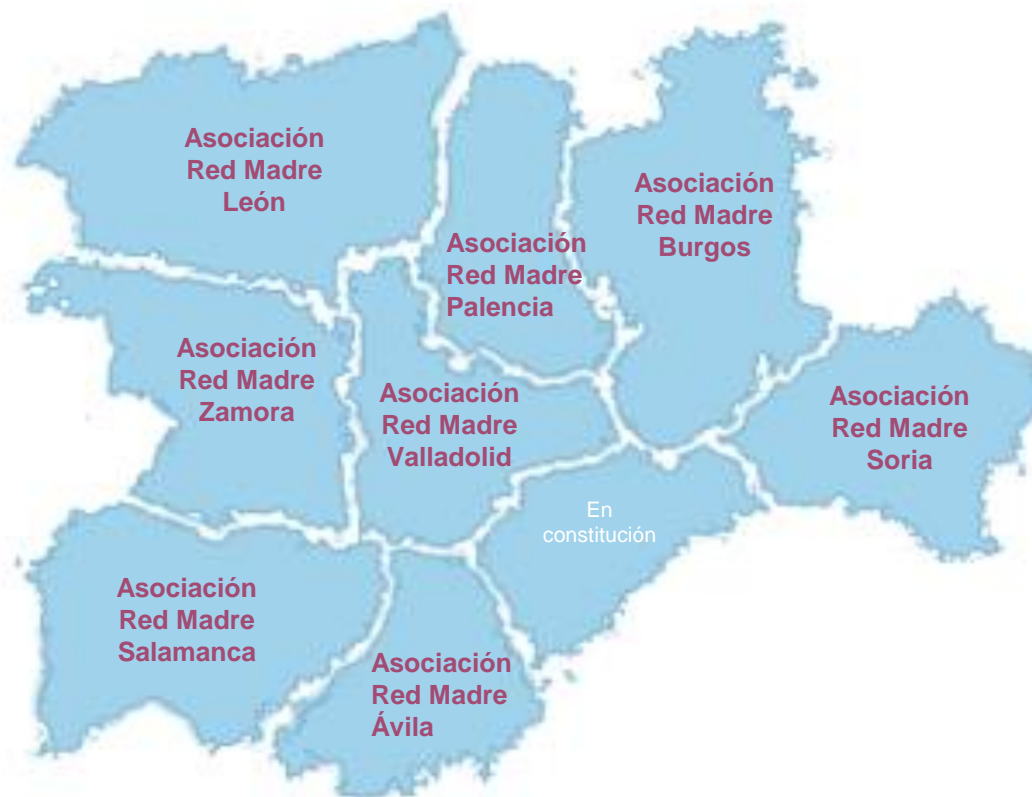 Asociación
Red Madre
León
Asociación
Red Madre
Burgos
Asociación
Red Madre
Palencia
Asociación
Red Madre
Zamora
Asociación
Red Madre
Valladolid
Asociación
Red Madre
Soria
En
constitución
Asociación
Red Madre
Salamanca
Asociación
Red Madre
Ávila